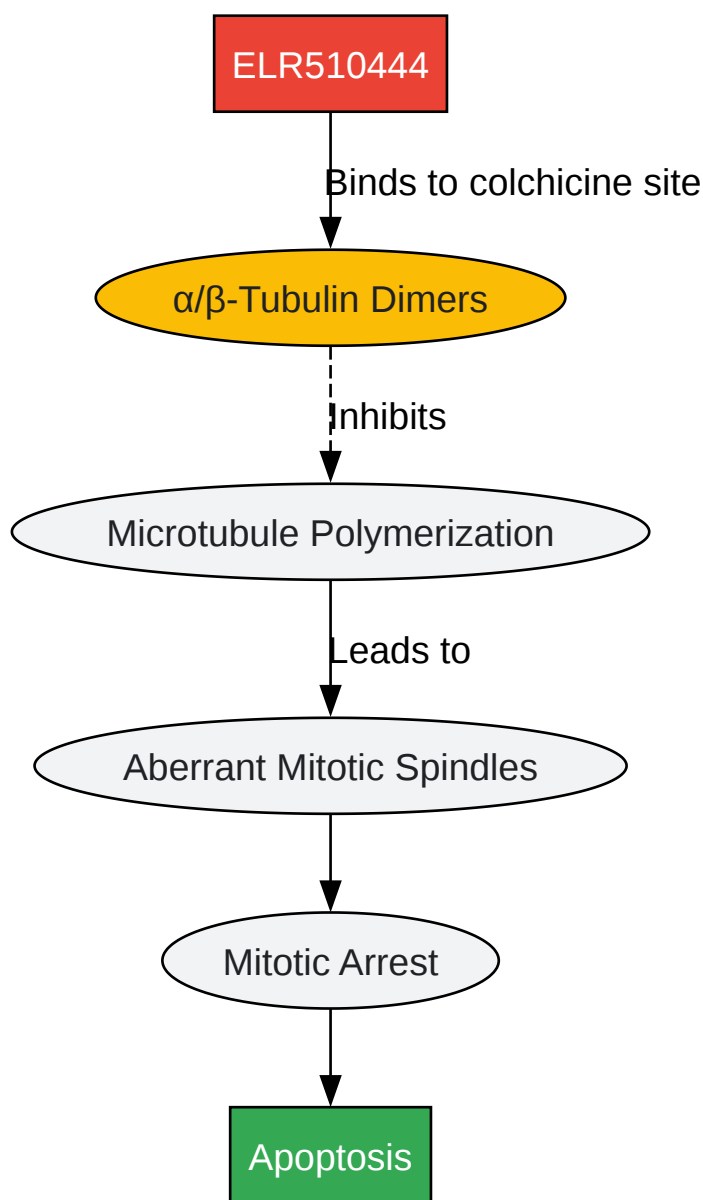 ELR510444
Binds to colchicine site
α/β-Tubulin Dimers
Inhibits
Microtubule Polymerization
Leads to
Aberrant Mitotic Spindles
Mitotic Arrest
Apoptosis